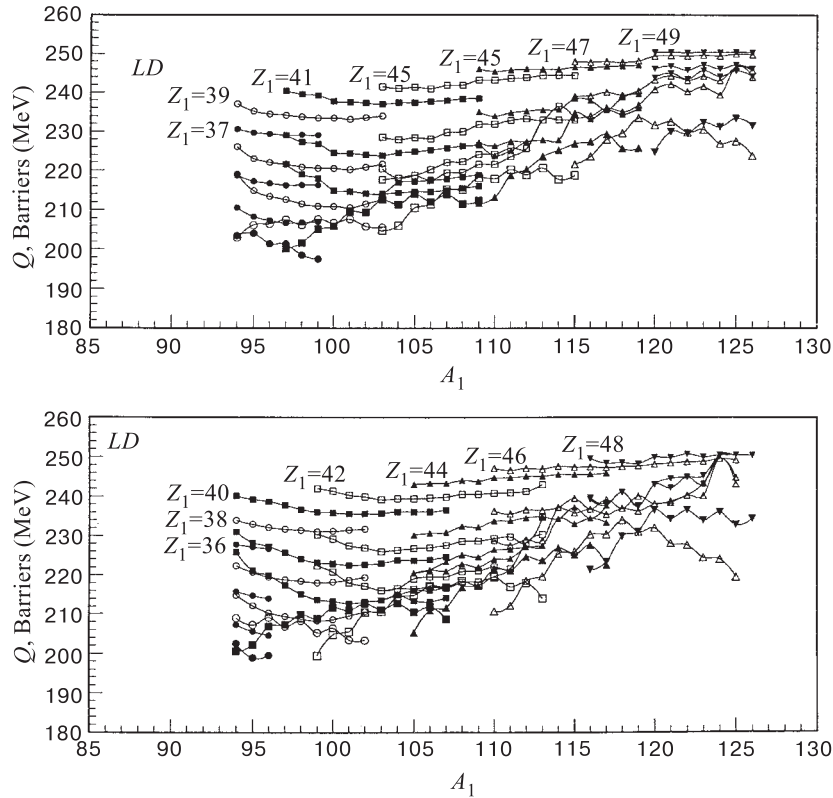 260
250
240
230
220
210
200
190
180
Q, Barriers (MeV)
LD
Z1=39
Z1=37
Z1=41
Z1=45
Z1=45
Z1=47
Z1=49
85 90 95 100 105 110 115 120 125 130
A1
260
250
240
230
220
210
200
190
180
Q, Barriers (MeV)
LD
Z1=40
Z1=38
Z1=36
Z1=42
Z1=44
Z1=46
Z1=48
85 90 95 100 105 110 115 120 125 130
A1